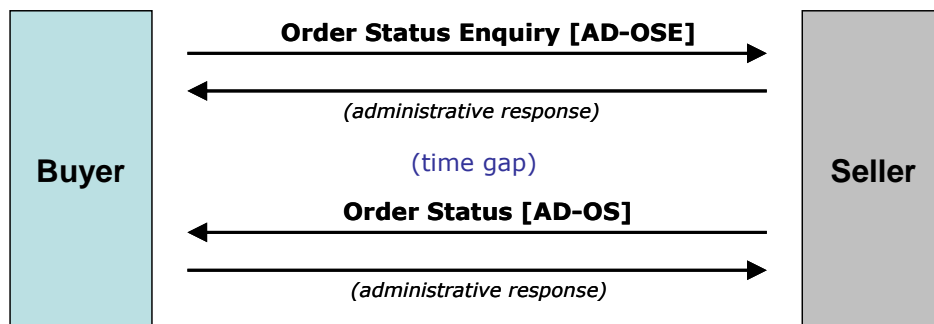 Order Status Enquiry [AD-OSE]
(administrative response)
Buyer
(time gap)
Seller
Order Status [AD-OS]
(administrative response)